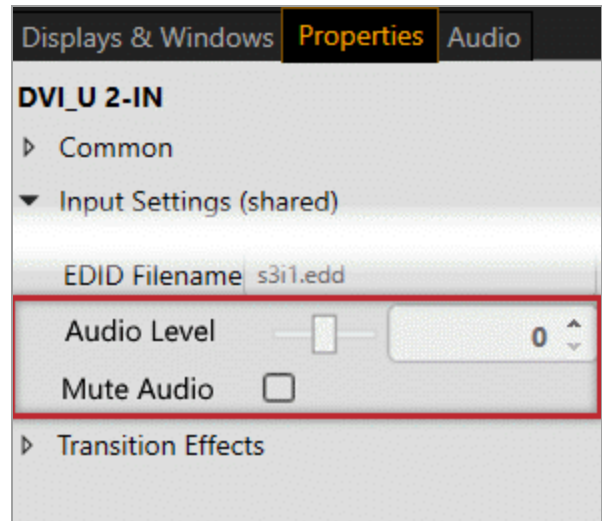 Displays & Windows Properties Audio
DVI_U 2-IN
Common
Input Settings (shared)
EDID Filename s3i1.edd
Audio Level 0
Mute Audio
Transition Effects